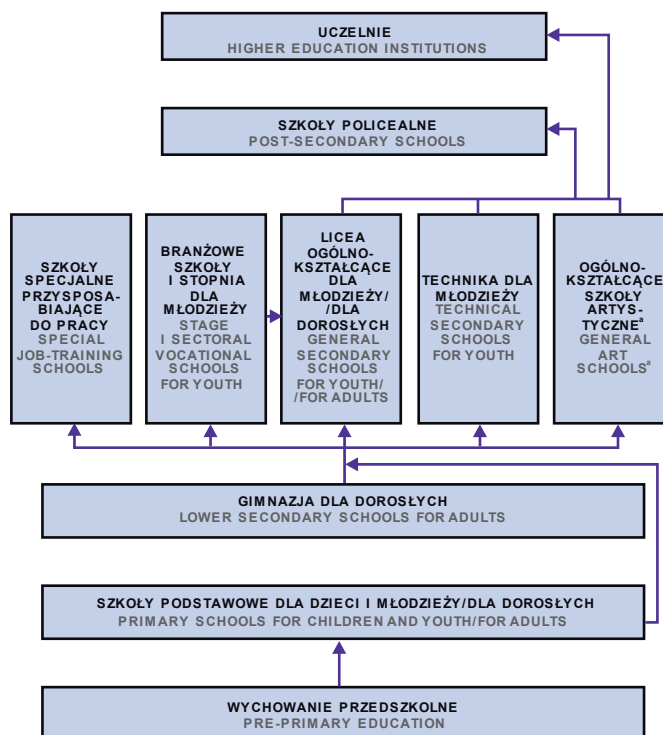 UCZELNIE
HIGHER EDUCATION INSTITUTIONS
SZKOŁY POLICEALNE
POST-SECONDARY SCHOOLS
SZKOŁY
SPECJALNE
PRZYSPOSA-
BIAJĄCE
DO PRACY
SPECIAL
JOB-TRAINING
SCHOOLS
BRANŻOWE
SZKOŁY
I STOPNIA
DLA
MŁODZIEŻY
STAGE
I SECTORAL
VOCATIONAL
SCHOOLS
FOR YOUTH
LICEA
OGÓLNO-
KSZTAŁCĄCE
DLA
MŁODZIEŻY/
/DLA
DOROSŁYCH
GENERAL
SECONDARY
SCHOOLS
FOR YOUTH/
/FOR ADULTS
TECHNIKA DLA
MŁODZIEŻY
TECHNICAL
SECONDARY
SCHOOLS
FOR YOUTH
OGÓLNO-
KSZTAŁCĄCE
SZKOŁY
ARTYS-
TYCZNEᵃ
GENERAL
ART
SCHOOLSᵃ
GIMNAZJA DLA DOROSŁYCH
LOWER SECONDARY SCHOOLS FOR ADULTS
SZKOŁY PODSTAWOWE DLA DZIECI I MŁODZIEŻY/DLA DOROSŁYCH
PRIMARY SCHOOLS FOR CHILDREN AND YOUTH/FOR ADULTS
WYCHOWANIE PRZEDSZKOLNE
PRE-PRIMARY EDUCATION